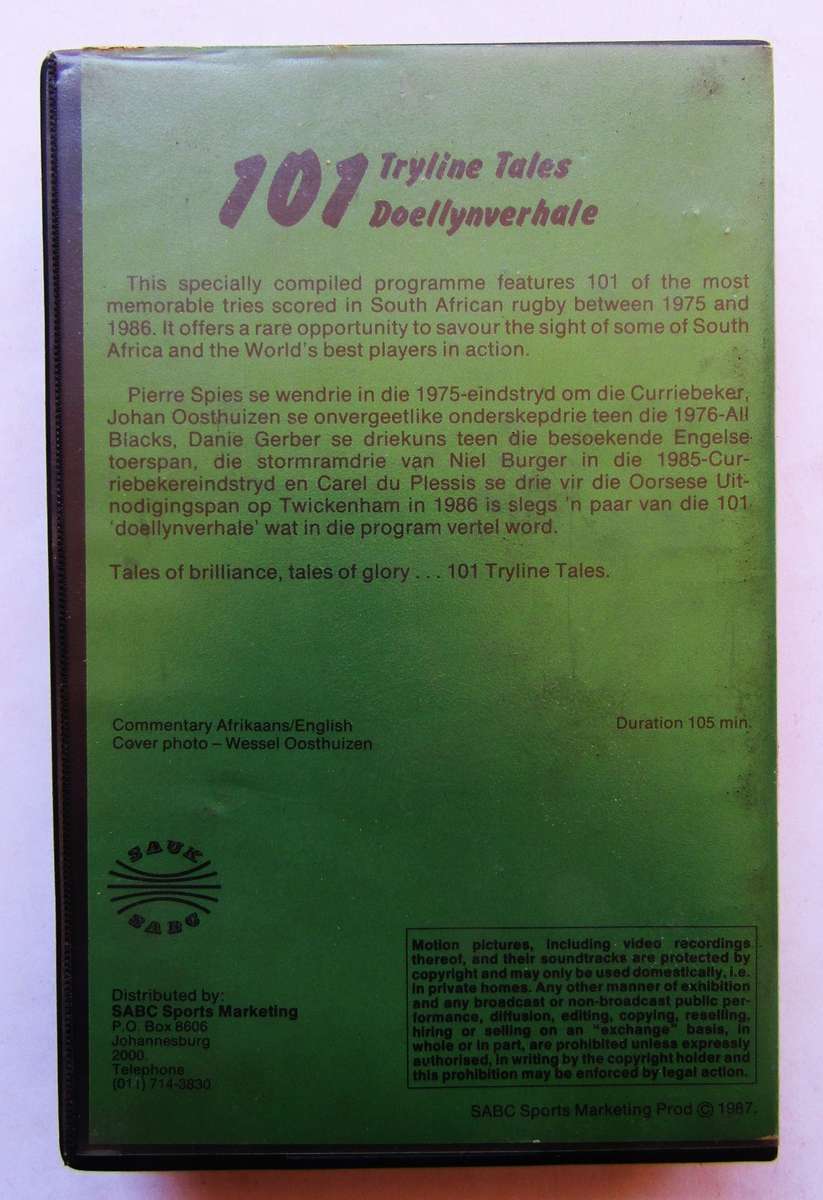 101 Tryline Tales
Doellynverhale
This specially compiled programme features 101 of the most
memorable tries scored in South African rugby between 1975 and
1986. It offers a rare opportunity to savour the sight of some of South
Africa and the World's best players in action.
Pierre Spies se wendrie in die 1975-eindstryd om die Curriebeker,
Johan Oosthuizen se onvergeetlike onderskepdrie teen die 1976-All
Blacks, Danie Gerber se driekuns teen die besoekende Engelse
toerspan, die stormramdrie van Niel Burger in die 1985-Cur-
riebekereindstryd en Carel du Plessis se drie vir die Oorsese Uit-
nodigingspan op Twickenham in 1986 is slegs 'n paar van die 101
'doellynverhale' wat in die program vertel word.
Tales of brilliance, tales of glory . . . 101 Tryline Tales.
Commentary Afrikaans/English
Cover photo – Wessel Oosthuizen
Duration 105 min.
SAUK
SABC
Distributed by:
SABC Sports Marketing
P.O. Box 8606
Johannesburg
2000.
Telephone
(011) 714-3830
Motion pictures, including video recordings
thereof, and their soundtracks are protected by
copyright and may only be used domestically, i.e.
in private homes. Any other manner of exhibition
and any broadcast or non-broadcast public per-
formance, diffusion, editing, copying, reselling,
hiring or selling on an "exchange" basis, in
whole or in part, are prohibited unless expressly
authorised, in writing by the copyright holder and
this prohibition may be enforced by legal action.
SABC Sports Marketing Prod © 1987.